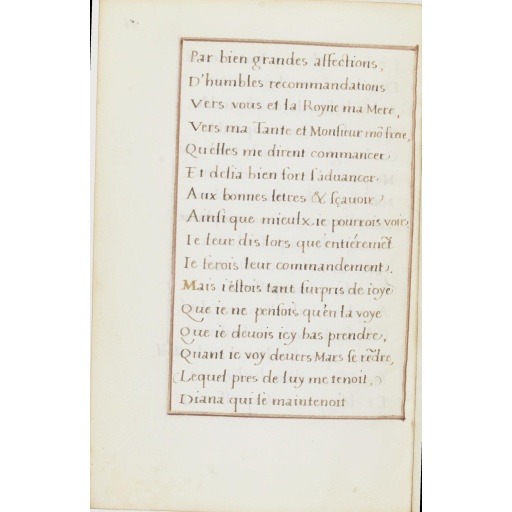 Par bien grandes affections,
D'humbles recommandations
Vers vous et la Royne ma Mere,
Vers ma Tante et Monsieur mõ frere,
Qu'elles me dirent commancer
Et desia bien fort s'aduancer
Aux bonnes letres & sçauoir
Ainsi que mieulx ie pourrois voir
Ie leur dis lors, que entiéremẽt
Ie ferois leur commandement.
Mais i'estois tant surpris de ioye
Que ie ne pensois qu'en la voye
Que ie deuois icy bas prendre,
Quant ie voy deuers Mars se rẽdre,
(Lequel pres de luy me tenoit,)
Diana qui se maintenoit